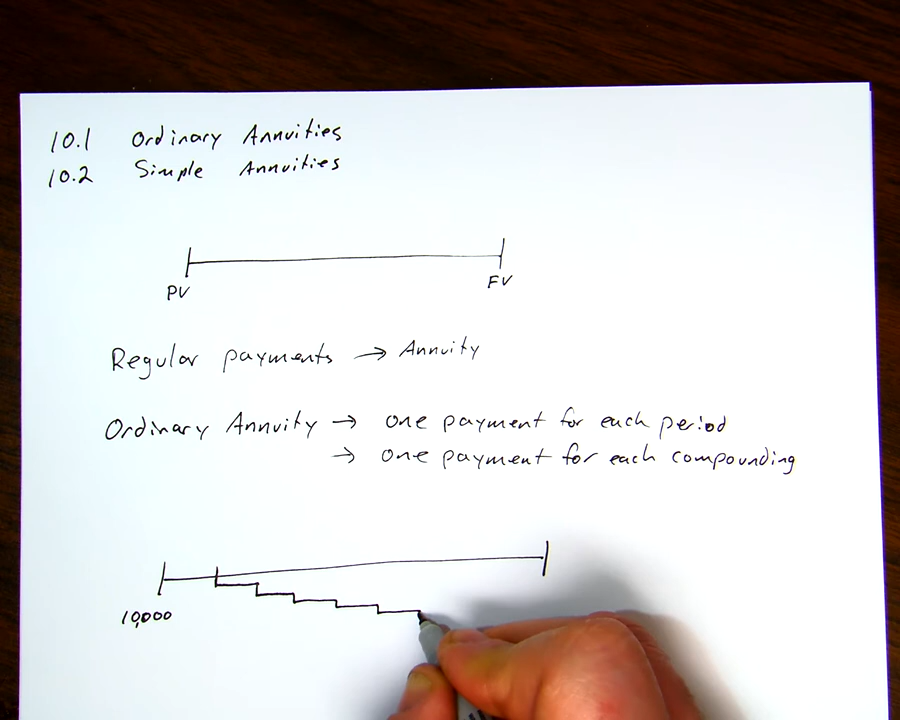 10.1 Ordinary Annuities
10.2 Simple Annuities
PV FV
Regular payments → Annuity
Ordinary Annuity → one payment for each period
→ one payment for each compounding
10,000